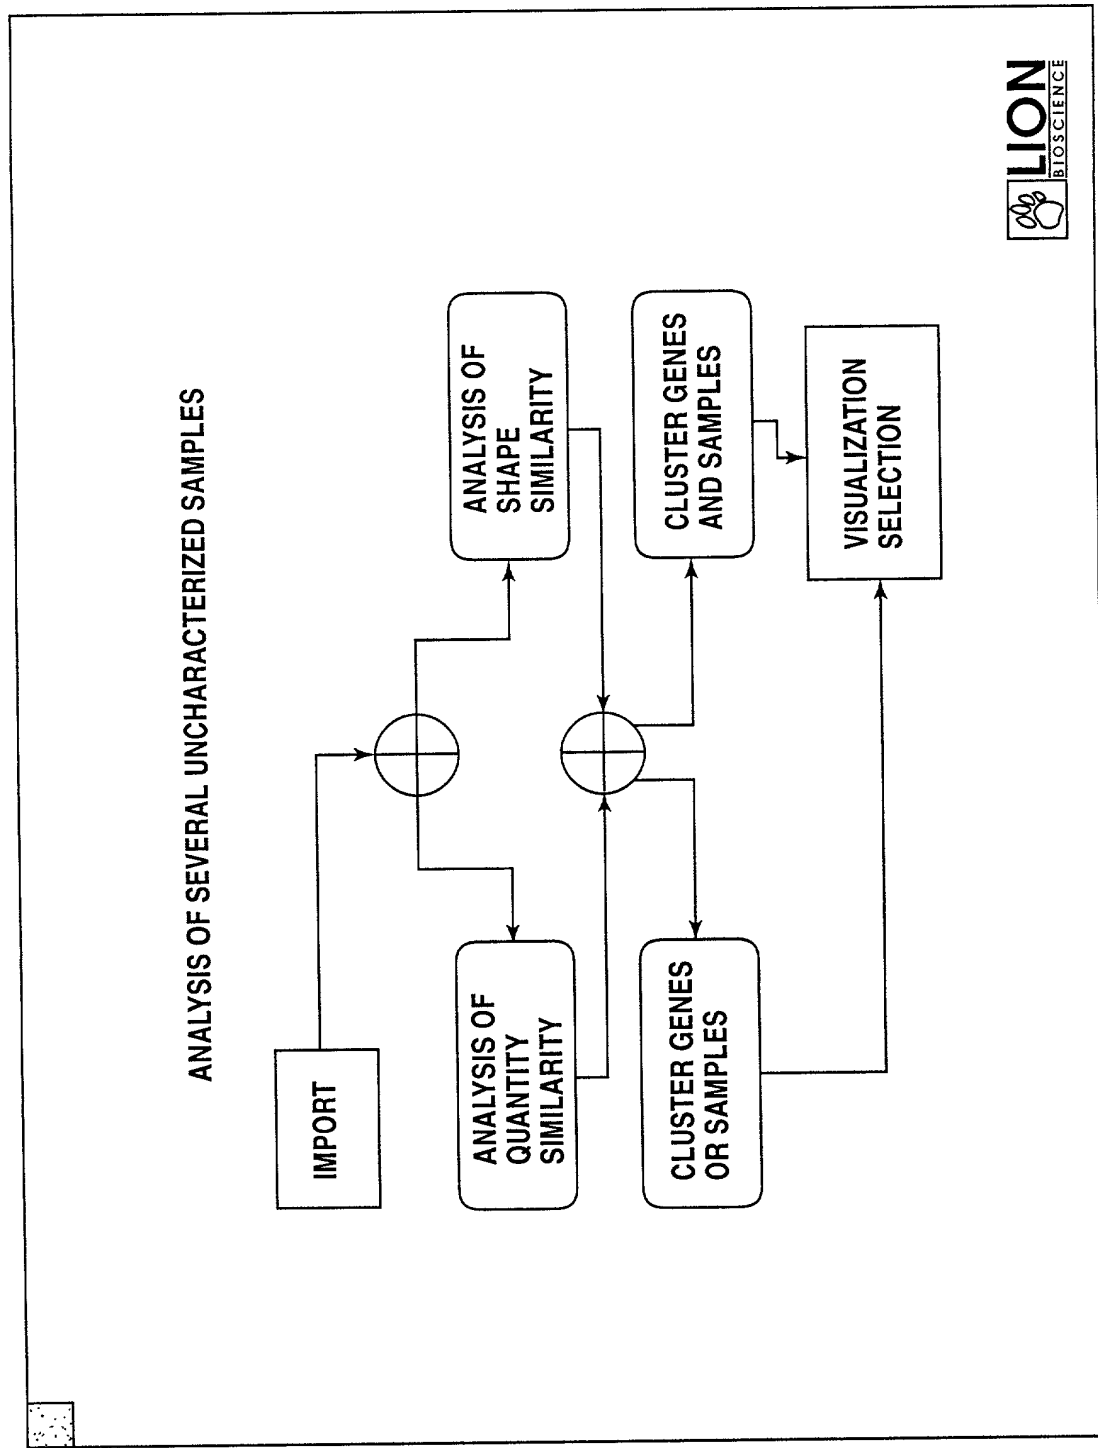 ANALYSIS OF SEVERAL UNCHARACTERIZED SAMPLES
IMPORT
ANALYSIS OF
QUANTITY
SIMILARITY
ANALYSIS OF
SHAPE
SIMILARITY
CLUSTER GENES
OR SAMPLES
CLUSTER GENES
AND SAMPLES
VISUALIZATION
SELECTION
LION
BIOSCIENCE